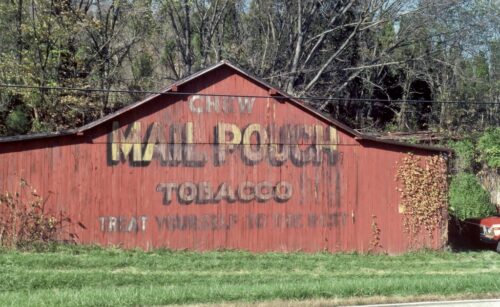 CHEW
MAIL POUCH
TOBACCO
TREAT YOURSELF TO THE BEST